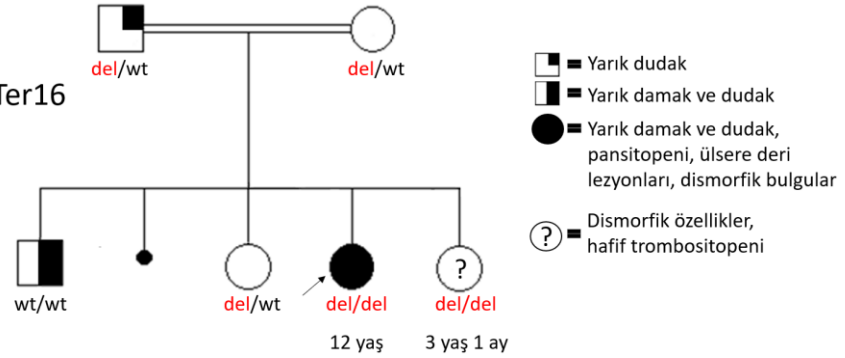 del/wt
del/wt
Ter16
= Yarık dudak
= Yarık damak ve dudak
= Yarık damak ve dudak,
pansitopeni, ülsere deri
lezyonları, dismorfik bulgular
? = Dismorfik özellikler,
hafif trombositopeni
?
wt/wt
del/wt
del/del
del/del
12 yaş
3 yaş 1 ay